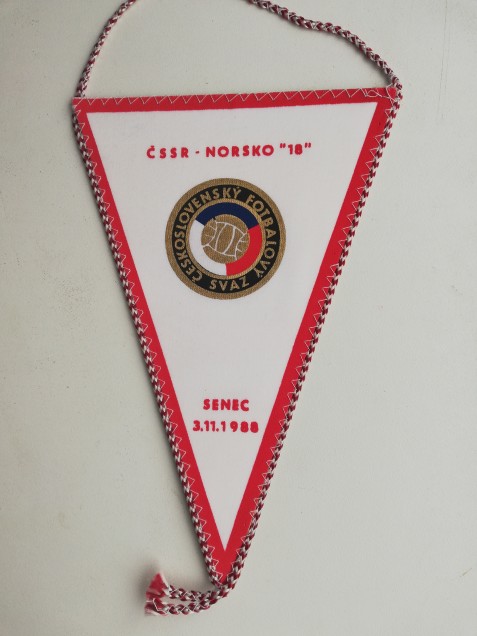 ČSSR - NORSKO "18"
ČESKOSLOVENSKÝ FOTBALOVÝ SVAZ
SENEC
3.11.1988